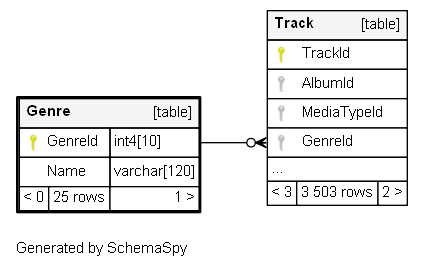 Track [table]
TrackId
AlbumId
MediaTypeId
GenreId
...
< 3 3 503 rows 2 >
Genre [table]
GenreId int4[10]
Name varchar[120]
< 0 25 rows 1 >
Generated by SchemaSpy